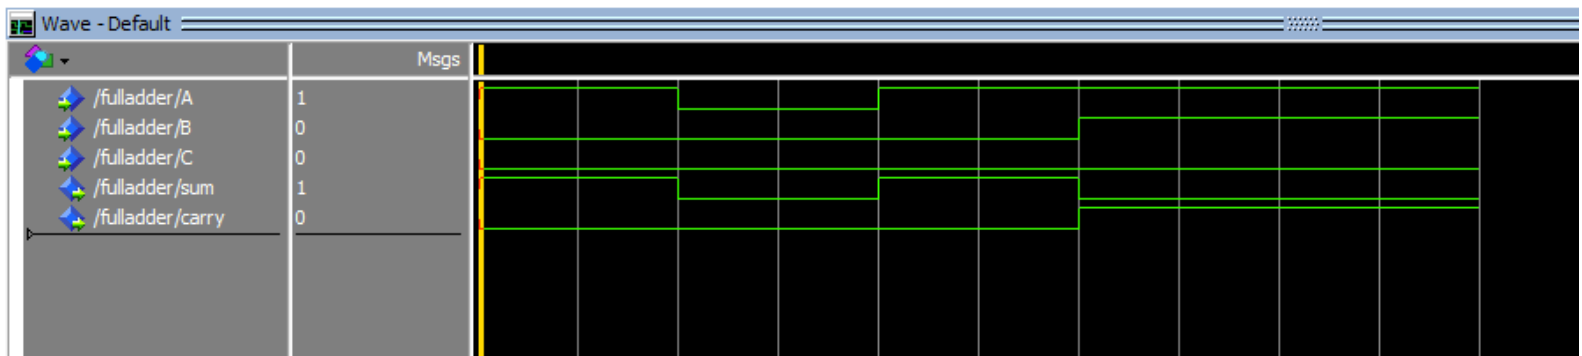 Wave - Default
Msgs
/fulladder/A 1
/fulladder/B 0
/fulladder/C 0
/fulladder/sum 1
/fulladder/carry 0